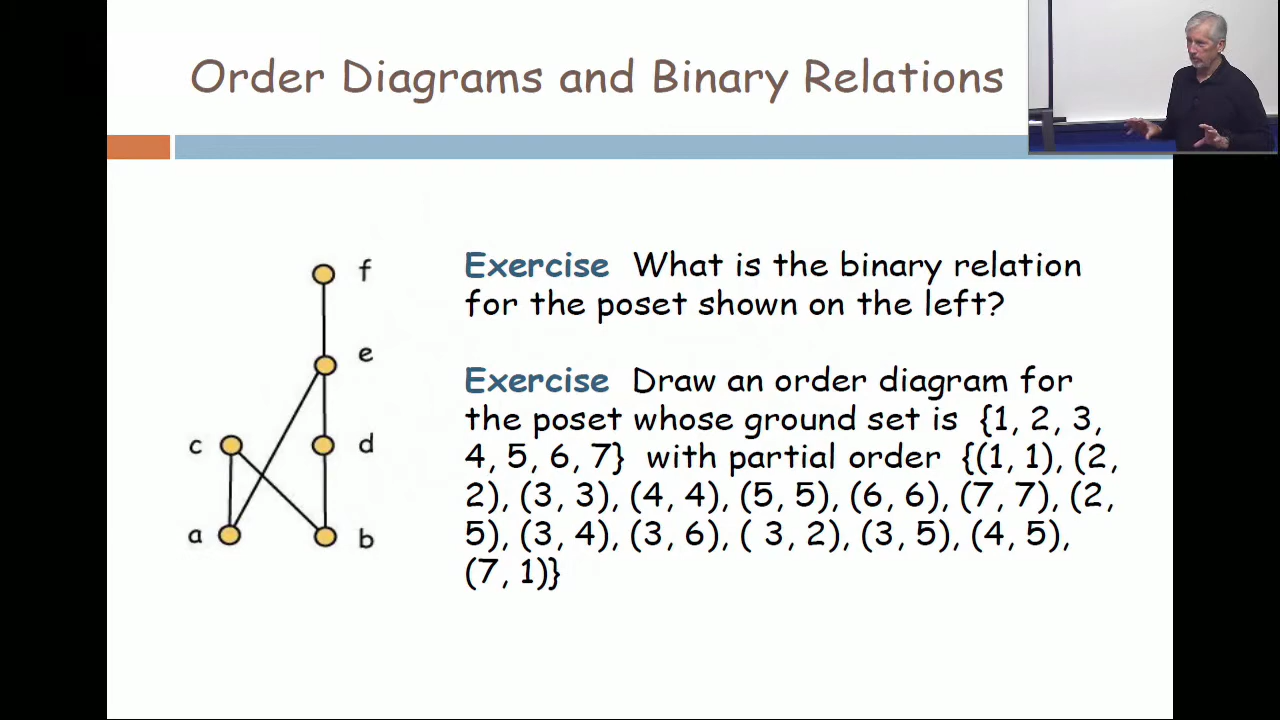 Order Diagrams and Binary Relations
f
e
c
d
a
b
Exercise What is the binary relation
for the poset shown on the left?
Exercise Draw an order diagram for
the poset whose ground set is {1, 2, 3,
4, 5, 6, 7} with partial order {(1, 1), (2,
2), (3, 3), (4, 4), (5, 5), (6, 6), (7, 7), (2,
5), (3, 4), (3, 6), ( 3, 2), (3, 5), (4, 5),
(7, 1)}